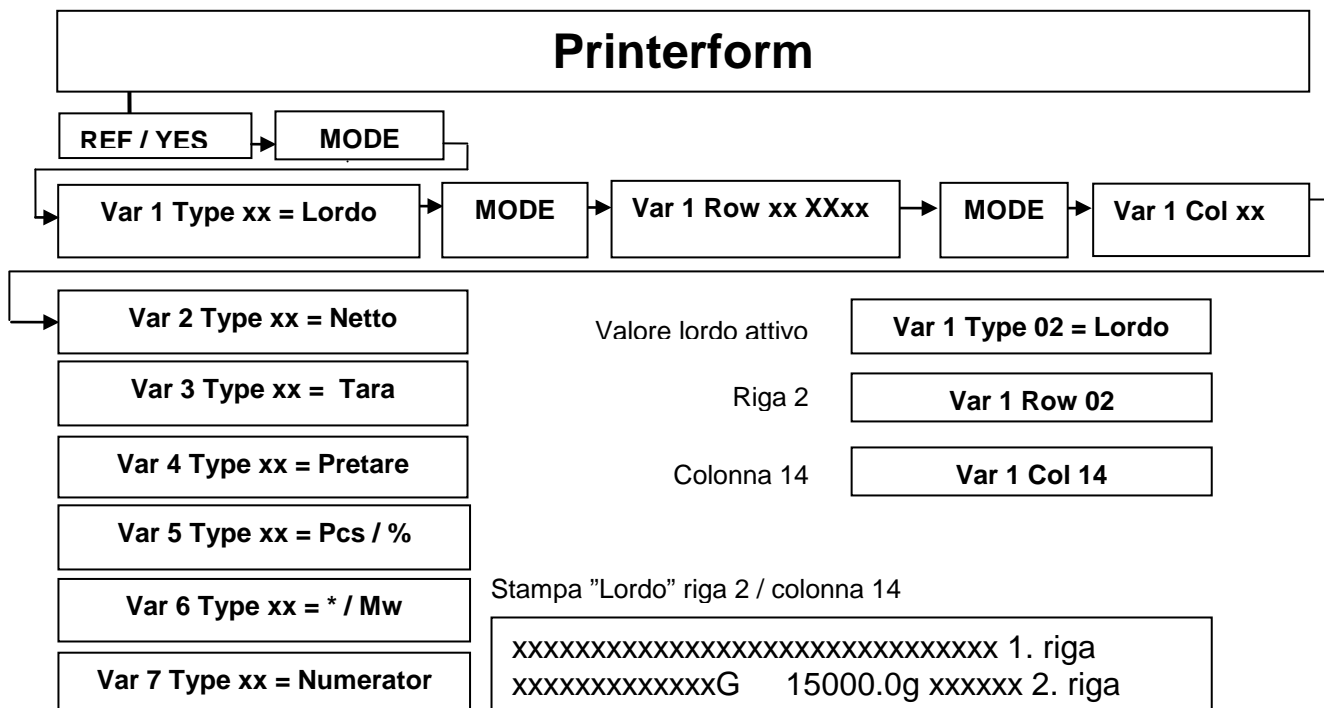 Printerform
REF / YES
MODE
Var 1 Type xx = Lordo
MODE
Var 1 Row xx XXxx
MODE
Var 1 Col xx
Var 2 Type xx = Netto
Valore lordo attivo
Var 1 Type 02 = Lordo
Var 3 Type xx = Tara
Riga 2
Var 1 Row 02
Var 4 Type xx = Pretare
Colonna 14
Var 1 Col 14
Var 5 Type xx = Pcs / %
Var 6 Type xx = * / Mw
Stampa ”Lordo” riga 2 / colonna 14
Var 7 Type xx = Numerator
xxxxxxxxxxxxxxxxxxxxxxxxxxxxxxx 1. riga
xxxxxxxxxxxxxG 15000.0g xxxxxx 2. riga